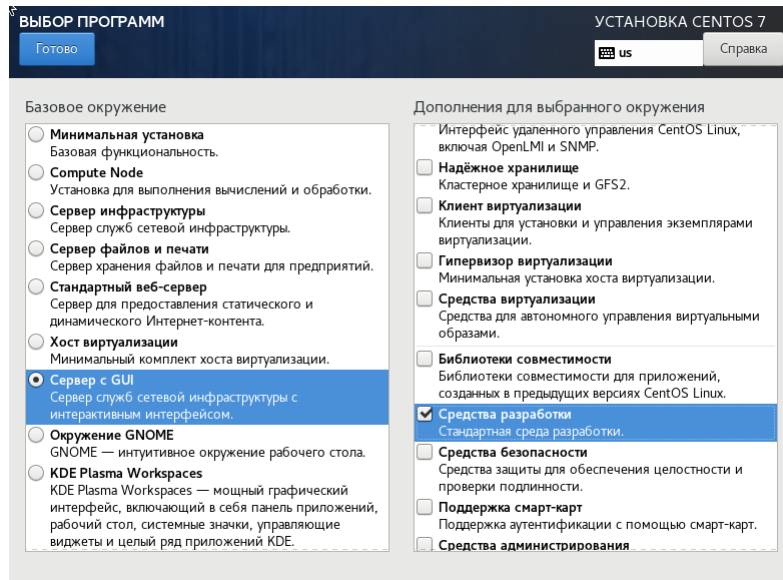 ВЫБОР ПРОГРАММ
УСТАНОВКА CENTOS 7
Готово
us
Справка
Базовое окружение
Минимальная установка
Базовая функциональность.
Compute Node
Установка для выполнения вычислений и обработки.
Сервер инфраструктуры
Сервер служб сетевой инфраструктуры.
Сервер файлов и печати
Сервер хранения файлов и печати для предприятий.
Стандартный веб-сервер
Сервер для предоставления статического и
динамического Интернет-контента.
Хост виртуализации
Минимальный комплект хоста виртуализации.
Сервер с GUI
Сервер служб сетевой инфраструктуры с
интерактивным интерфейсом.
Окружение GNOME
GNOME — интуитивное окружение рабочего стола.
KDE Plasma Workspaces
KDE Plasma Workspaces — мощный графический
интерфейс, включающий в себя панель приложений,
рабочий стол, системные значки, управляющие
виджеты и целый ряд приложений KDE.
Дополнения для выбранного окружения
Интерфейс удаленного управления CentOS Linux,
включая OpenLMI и SNMP.
Надёжное хранилище
Кластерное хранилище и GFS2.
Клиент виртуализации
Клиенты для установки и управления экземплярами
виртуализации.
Гипервизор виртуализации
Минимальная установка хоста виртуализации.
Средства виртуализации
Средства для автономного управления виртуальными
образами.
Библиотеки совместимости
Библиотеки совместимости для приложений,
созданных в предыдущих версиях CentOS Linux.
Средства разработки
Стандартная среда разработки.
Средства безопасности
Средства защиты для обеспечения целостности и
проверки подлинности.
Поддержка смарт-карт
Поддержка аутентификации с помощью смарт-карт.
Средства администрирования